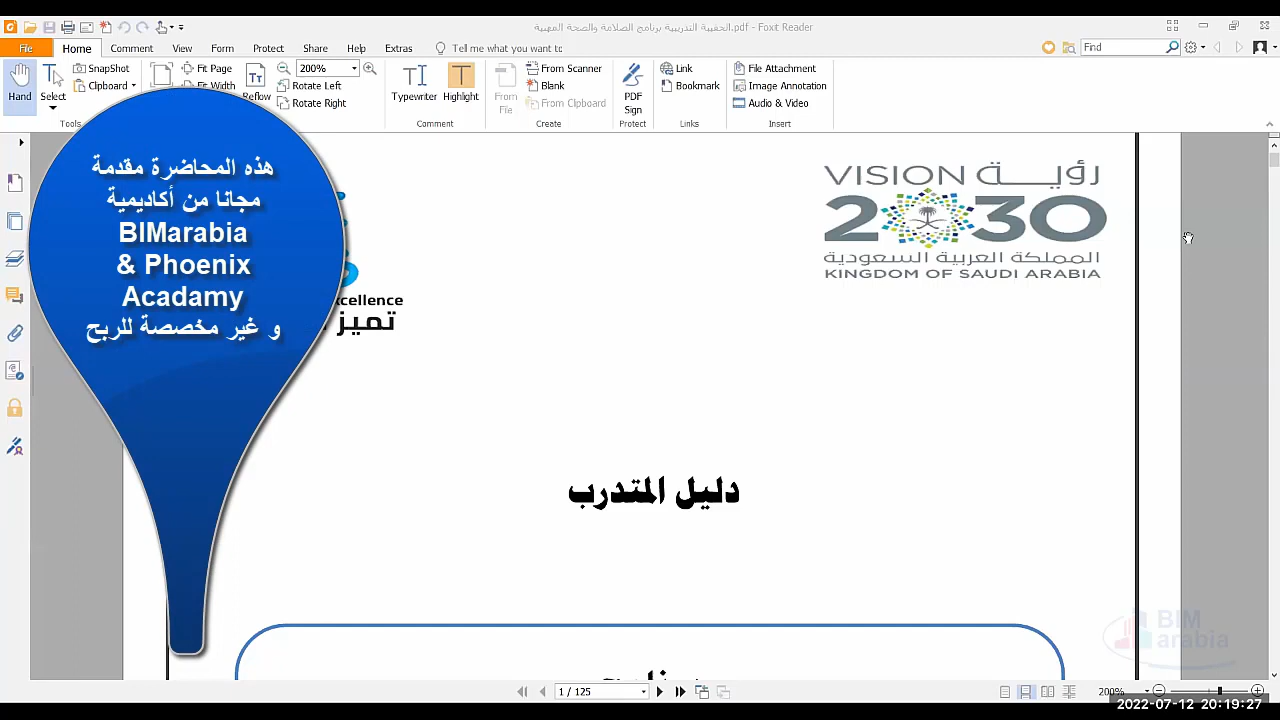 الحقيبة التدريبية برنامج الصلامة والصحة المهنية.pdf - Foxit Reader
File Home Comment View Form Protect Share Help Extras Tell me what you want to Find
Hand Select SnapShot Clipboard Fit Page Fit Width Reflow 200% Rotate Left Rotate Right Typewriter Highlight From File From Scanner Blank From Clipboard PDF Sign Link Bookmark File Attachment Image Annotation Audio & Video
Tools Comment Create Protect Links Insert
هذه المحاضرة مقدمة
مجانا من أكاديمية
BIMarabia
& Phoenix
Acadamy
و غير مخصصة للربح
VISION رؤيـــــة
2030
المملكة العربية السعودية
KINGDOM OF SAUDI ARABIA
xcellence
تميز
دليل المتدرب
BIM
arabia
1 / 125
200%
2022-07-12 20:19:27